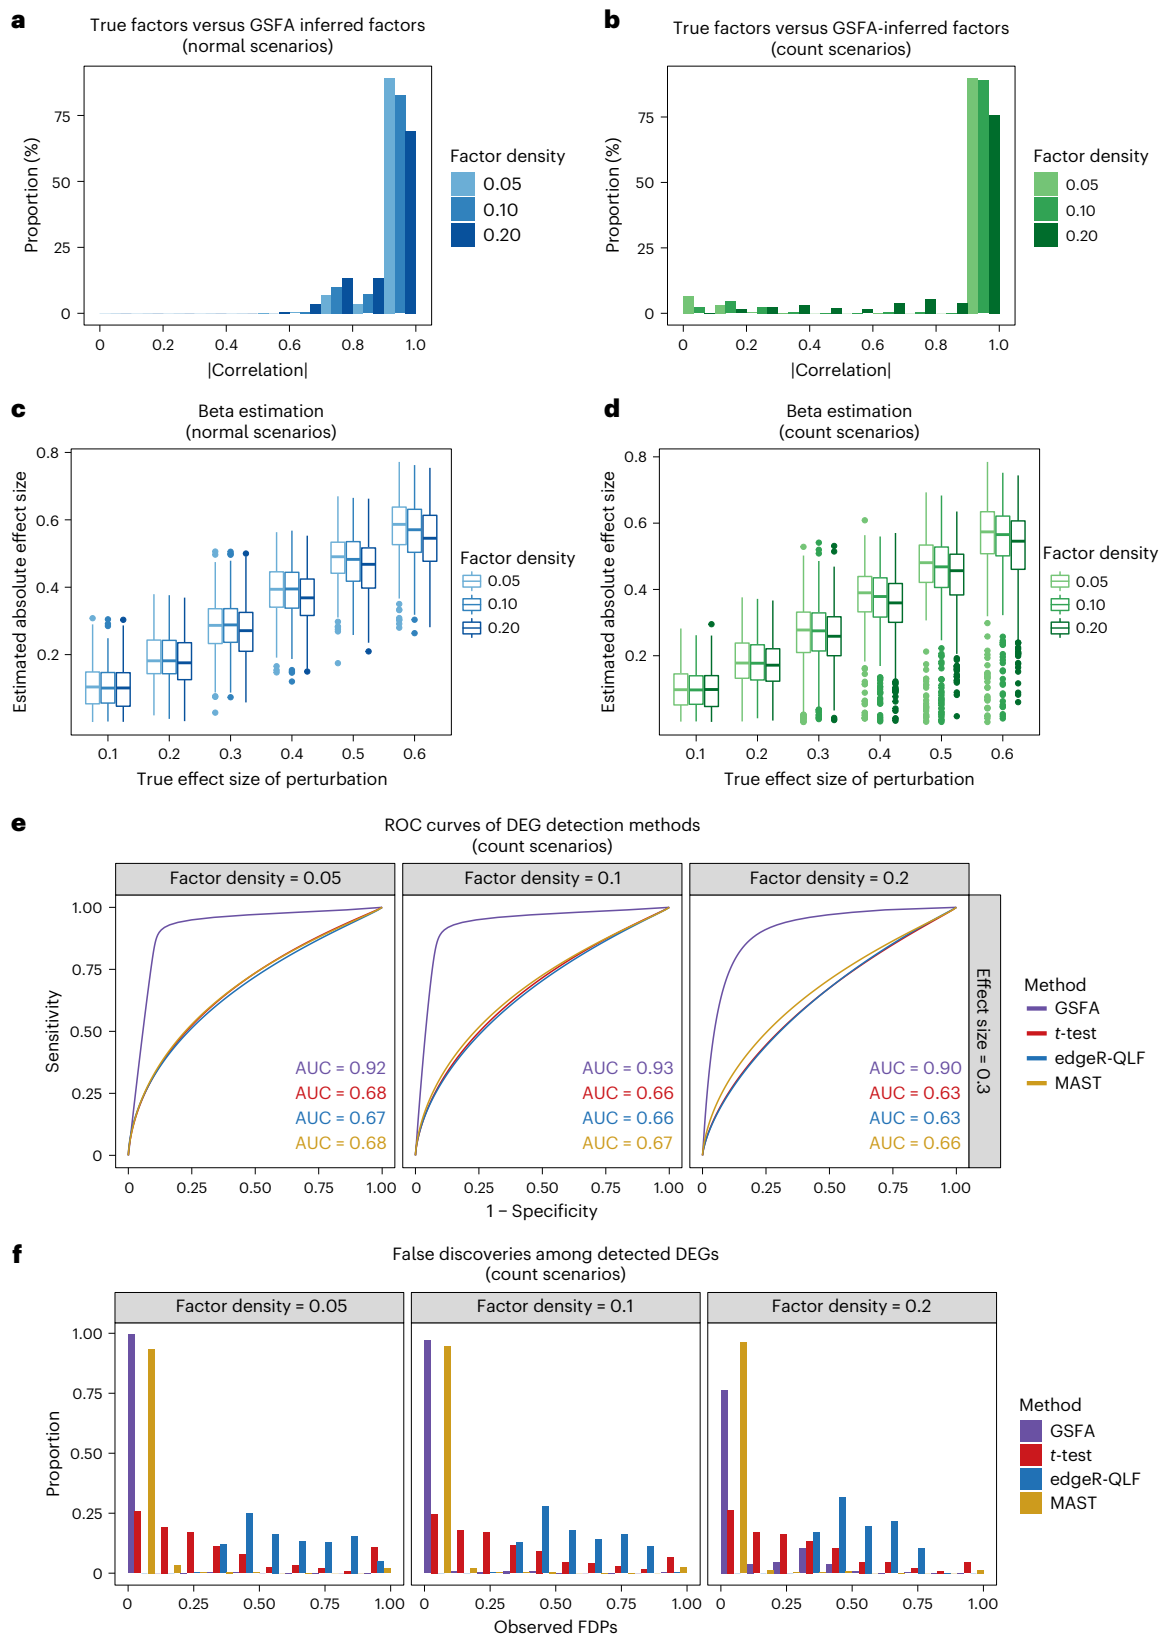 a
True factors versus GSFA inferred factors
(normal scenarios)
Proportion (%)
75
50
25
0
0
0.2
0.4
0.6
0.8
1.0
|Correlation|
Factor density
0.05
0.10
0.20
b
True factors versus GSFA-inferred factors
(count scenarios)
Proportion (%)
75
50
25
0
0
0.2
0.4
0.6
0.8
1.0
|Correlation|
Factor density
0.05
0.10
0.20
c
Beta estimation
(normal scenarios)
Estimated absolute effect size
0.8
0.6
0.4
0.2
0.1
0.2
0.3
0.4
0.5
0.6
True effect size of perturbation
Factor density
0.05
0.10
0.20
d
Beta estimation
(count scenarios)
Estimated absolute effect size
0.8
0.6
0.4
0.2
0.1
0.2
0.3
0.4
0.5
0.6
True effect size of perturbation
Factor density
0.05
0.10
0.20
e
ROC curves of DEG detection methods
(count scenarios)
Factor density = 0.05
Factor density = 0.1
Factor density = 0.2
Sensitivity
1.00
0.75
0.50
0.25
0
AUC = 0.92
AUC = 0.68
AUC = 0.67
AUC = 0.68
AUC = 0.93
AUC = 0.66
AUC = 0.66
AUC = 0.67
AUC = 0.90
AUC = 0.63
AUC = 0.63
AUC = 0.66
Effect size = 0.3
0
0.25
0.50
0.75
1.00
0
0.25
0.50
0.75
1.00
0
0.25
0.50
0.75
1.00
1 − Specificity
Method
GSFA
t-test
edgeR-QLF
MAST
f
False discoveries among detected DEGs
(count scenarios)
Factor density = 0.05
Factor density = 0.1
Factor density = 0.2
Proportion
1.00
0.75
0.50
0.25
0
0
0.25
0.50
0.75
1.00
0
0.25
0.50
0.75
1.00
0
0.25
0.50
0.75
1.00
Observed FDPs
Method
GSFA
t-test
edgeR-QLF
MAST